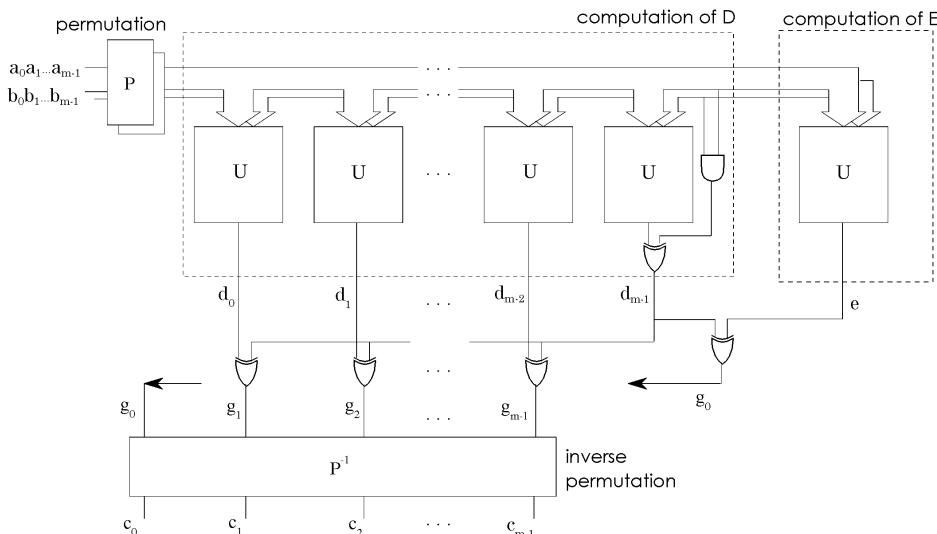 computation of D
computation of E
permutation
a₀a₁...aₘ₋₁
b₀b₁...bₘ₋₁
P
. . .
. . .
U
U
. . .
U
U
U
d₀
d₁
. . .
dₘ₋₂
dₘ₋₁
e
. . .
g₀
g₁
g₂
. . .
gₘ₋₁
g₀
P⁻¹
inverse
permutation
c₀
c₁
c₂
. . .
cₘ₋₁